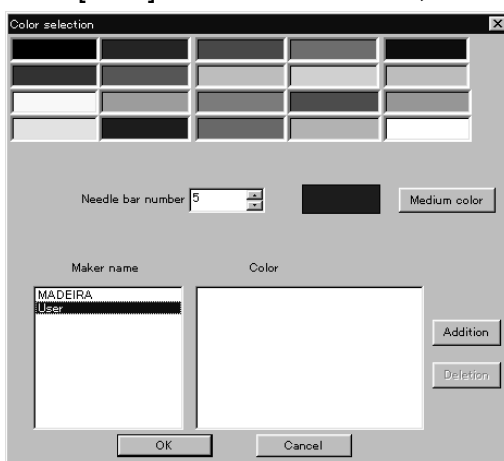 Color selection
Needle bar number 5
Medium color
Maker name Color
MADEIRA
User
Addition
Deletion
OK Cancel